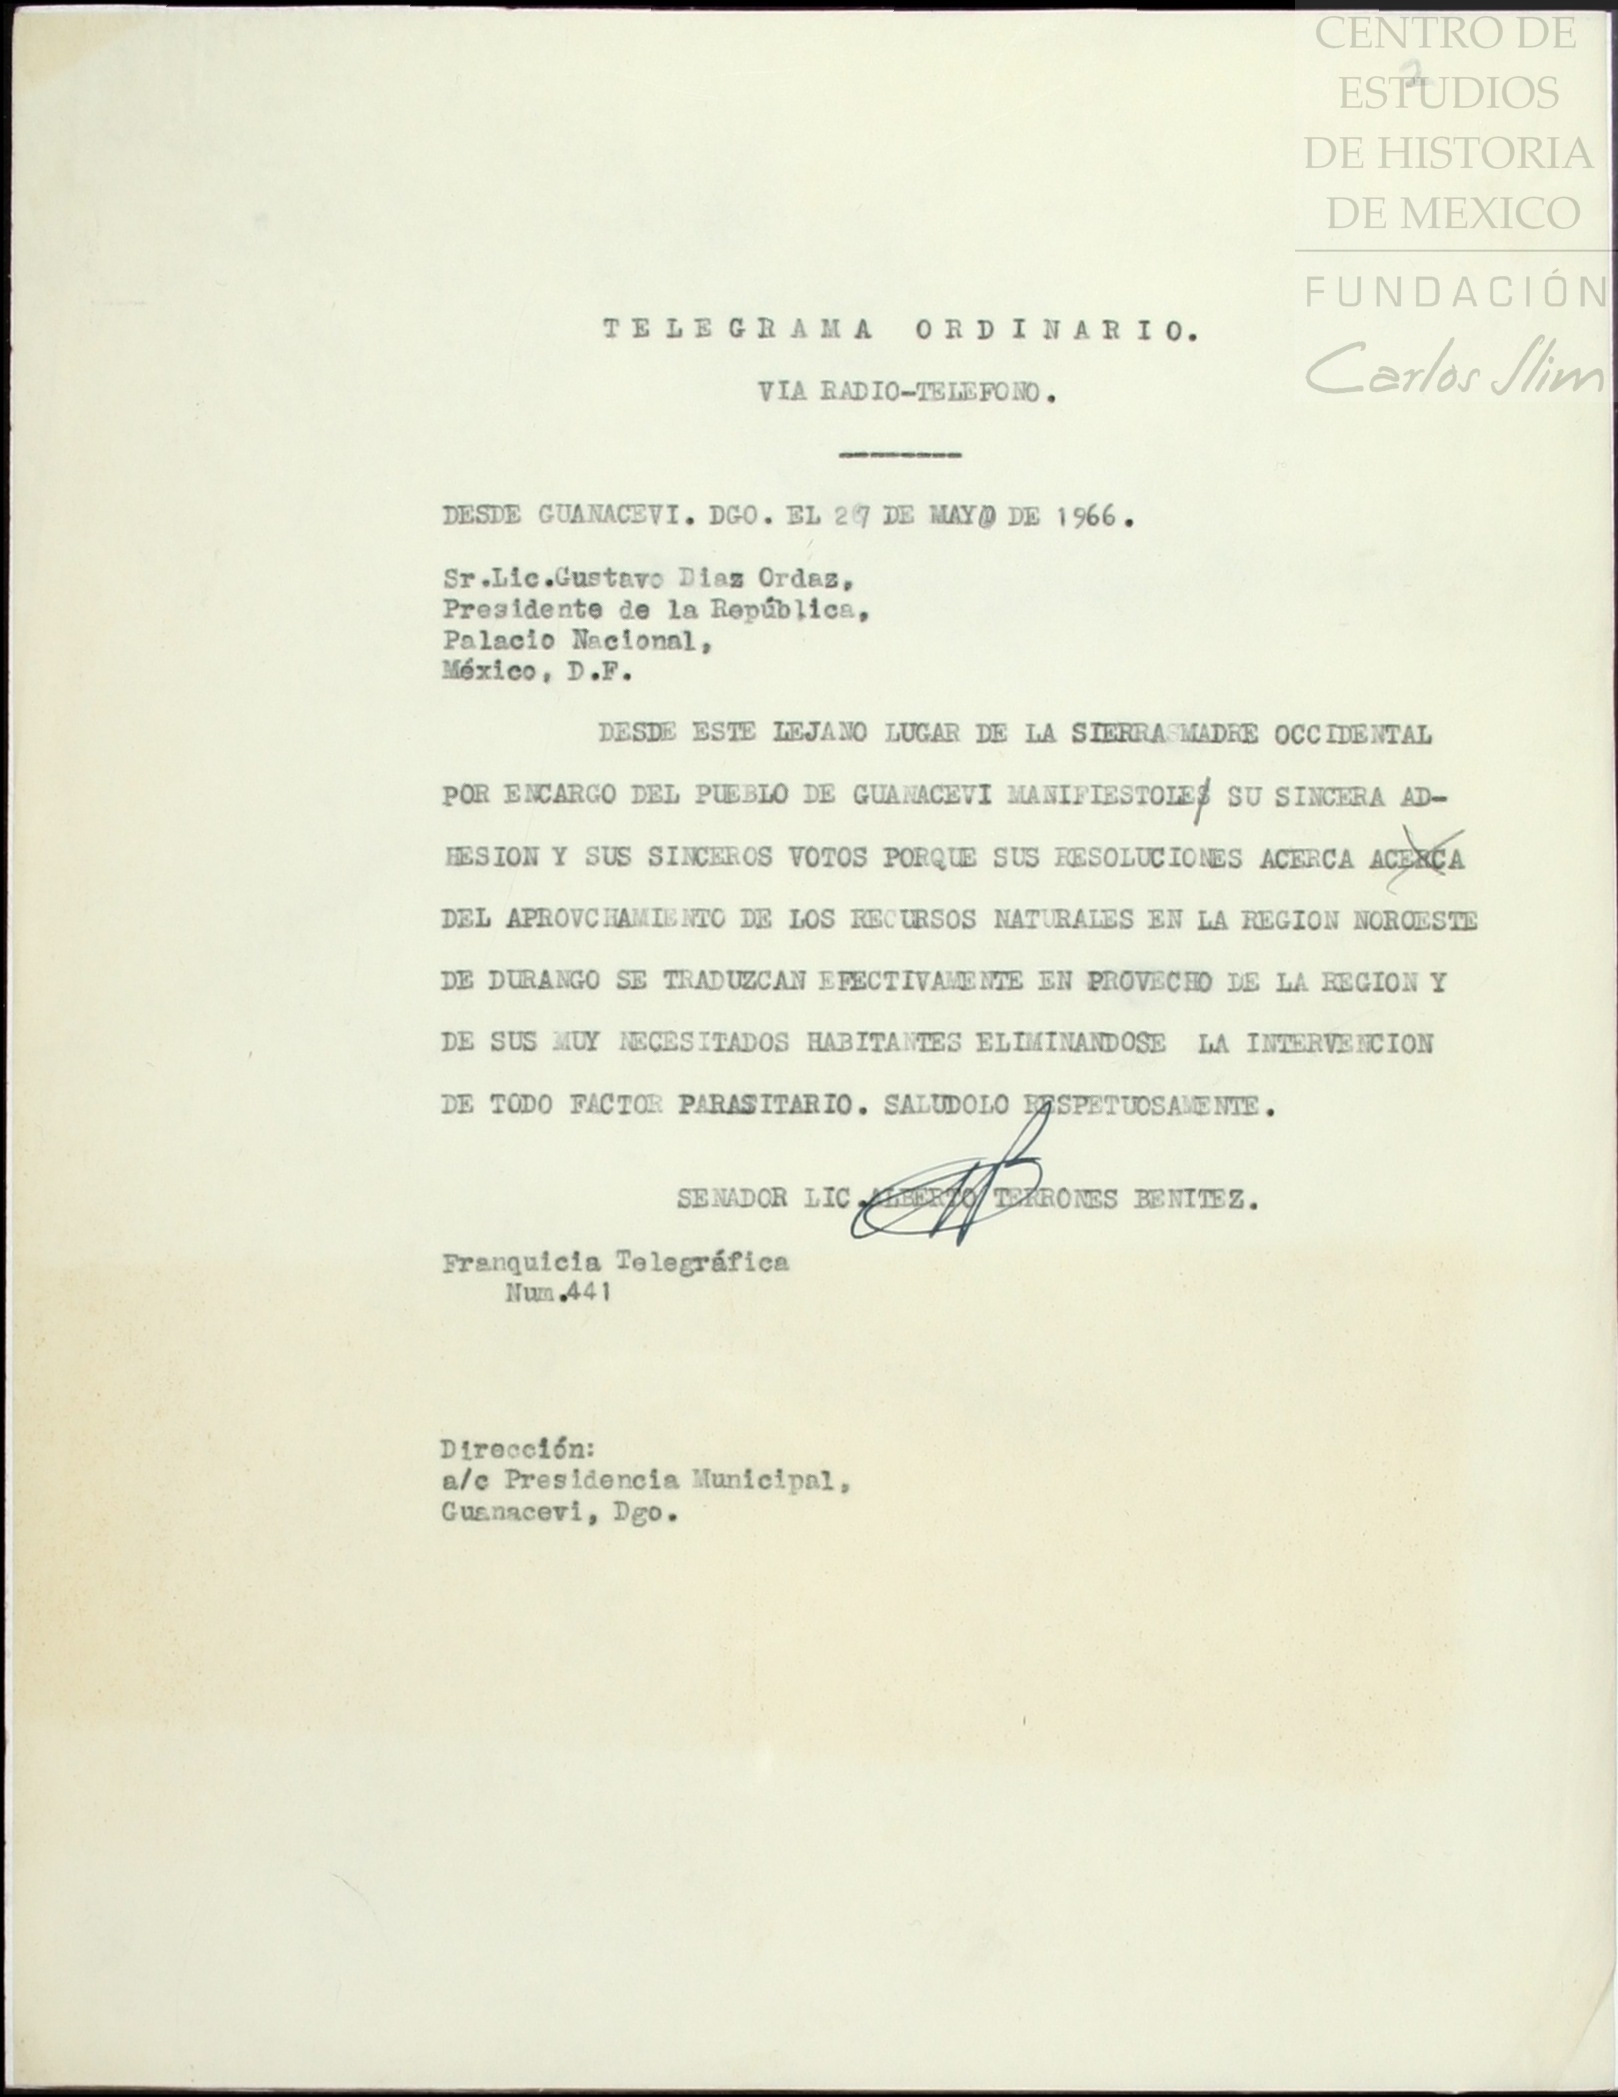 CENTRO DE
ESTUDIOS
DE HISTORIA
DE MEXICO
FUNDACIÓN
Carlos Slim
2
TELEGRAMA ORDINARIO.
VIA RADIO-TELEFONO.
DESDE GUANACEVI. DGO. EL 27 DE MAYO DE 1966.
Sr.Lic.Gustavo Diaz Ordaz,
Presidente de la República,
Palacio Nacional,
México, D.F.
DESDE ESTE LEJANO LUGAR DE LA SIERRA MADRE OCCIDENTAL
POR ENCARGO DEL PUEBLO DE GUANACEVI MANIFIESTOLE SU SINCERA AD-
HESION Y SUS SINCEROS VOTOS PORQUE SUS RESOLUCIONES ACERCA ACERCA
DEL APROVCHAMIENTO DE LOS RECURSOS NATURALES EN LA REGION NOROESTE
DE DURANGO SE TRADUZCAN EFECTIVAMENTE EN PROVECHO DE LA REGION Y
DE SUS MUY NECESITADOS HABITANTES ELIMINANDOSE LA INTERVENCION
DE TODO FACTOR PARASITARIO. SALUDOLO RESPETUOSAMENTE.
SENADOR LIC.ALBERTO TERRONES BENITEZ.
Franquicia Telegráfica
Num.441
Dirección:
a/c Presidencia Municipal,
Guanacevi, Dgo.